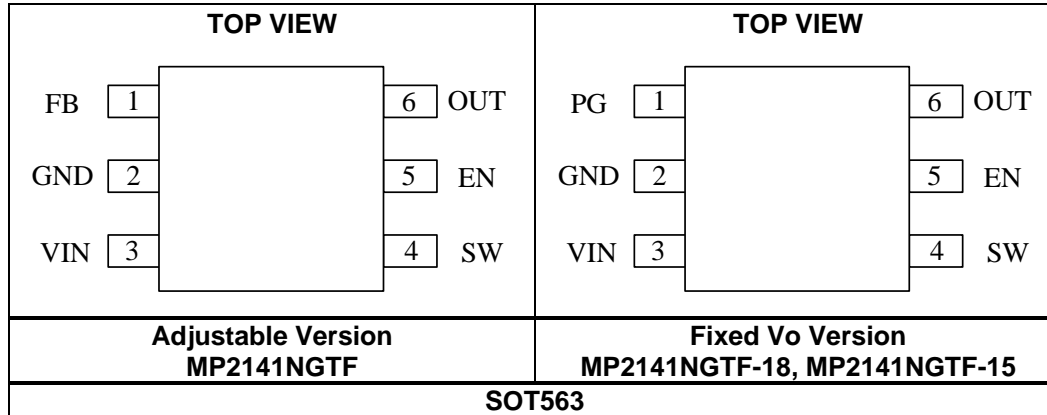 TOP VIEW
FB 1
6 OUT
GND 2
5 EN
VIN 3
4 SW
Adjustable Version
MP2141NGTF
TOP VIEW
PG 1
6 OUT
GND 2
5 EN
VIN 3
4 SW
Fixed Vo Version
MP2141NGTF-18, MP2141NGTF-15
SOT563